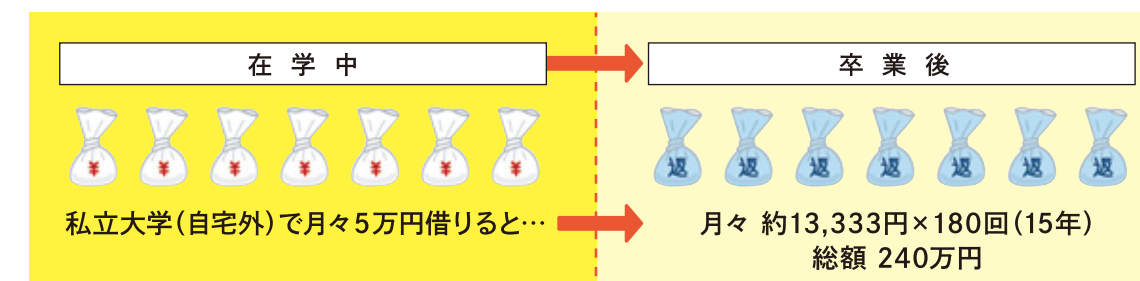 在学中
卒業後
¥ ¥ ¥ ¥ ¥ ¥ ¥
返 返 返 返 返 返 返
私立大学(自宅外)で月々5万円借りると…
月々 約13,333円×180回(15年)
総額 240万円